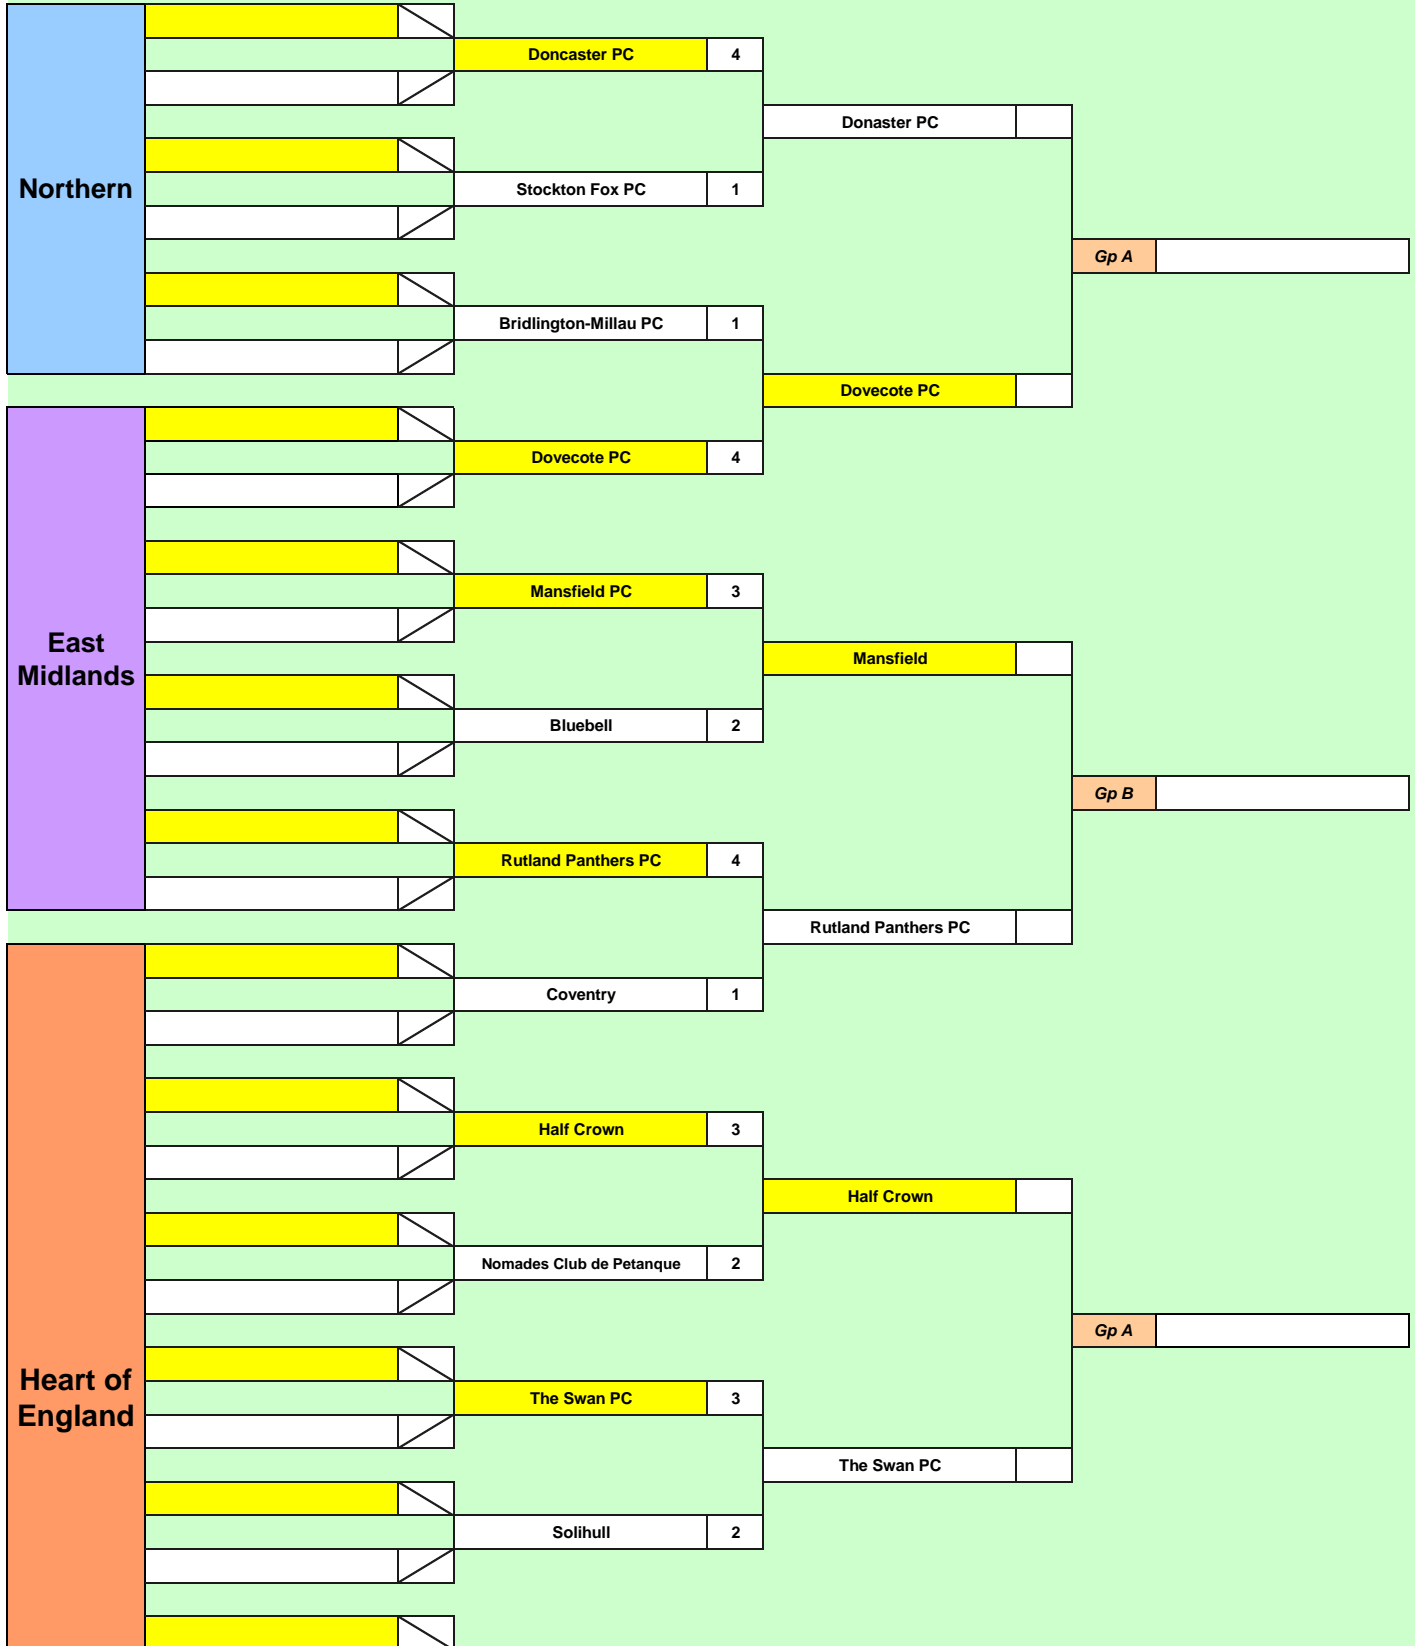 Doncaster PC 4
Donaster PC
Northern
Stockton Fox PC 1
Gp A
Bridlington-Millau PC 1
Dovecote PC
Dovecote PC 4
Mansfield PC 3
East
Midlands
Mansfield
Bluebell 2
Gp B
Rutland Panthers PC 4
Rutland Panthers PC
Coventry 1
Half Crown 3
Half Crown
Nomades Club de Petanque 2
Gp A
Heart of
England
The Swan PC 3
The Swan PC
Solihull 2